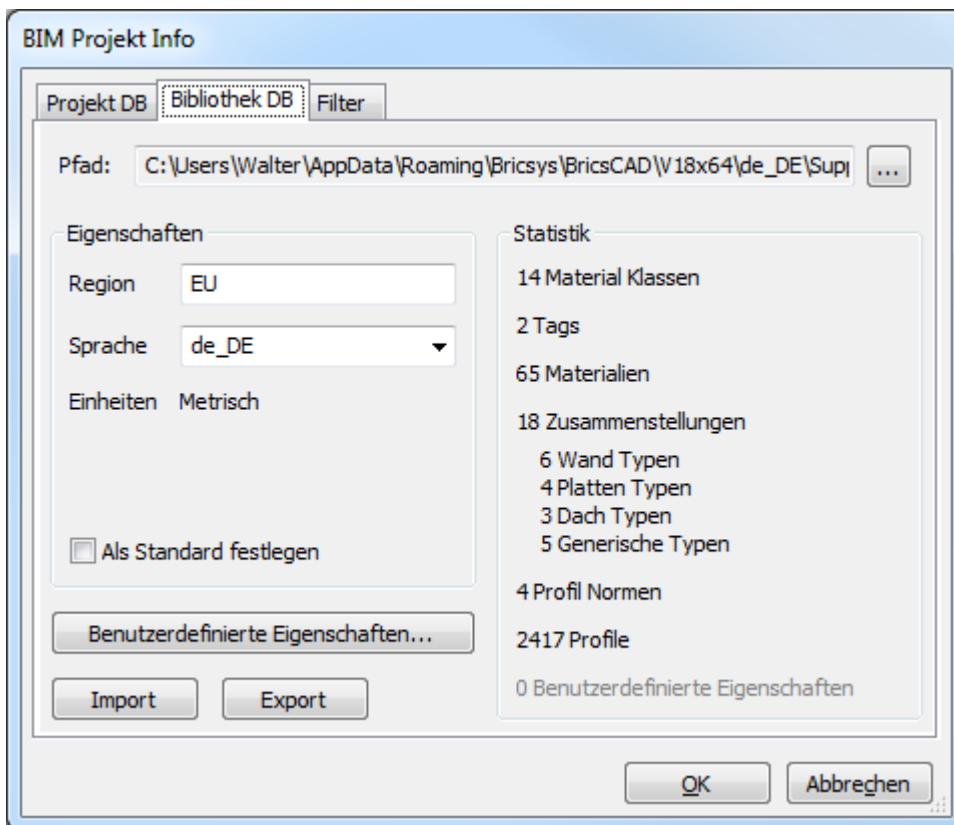 BIM Projekt Info
Projekt DB Bibliothek DB Filter
Pfad: C:\Users\Walter\AppData\Roaming\Bricsys\BricsCAD\V18x64\de_DE\Supp ...
Eigenschaften
Region EU
Sprache de_DE
Einheiten Metrisch
Als Standard festlegen
Benutzerdefinierte Eigenschaften...
Import Export
Statistik
14 Material Klassen
2 Tags
65 Materialien
18 Zusammenstellungen
6 Wand Typen
4 Platten Typen
3 Dach Typen
5 Generische Typen
4 Profil Normen
2417 Profile
0 Benutzerdefinierte Eigenschaften
OK Abbrechen